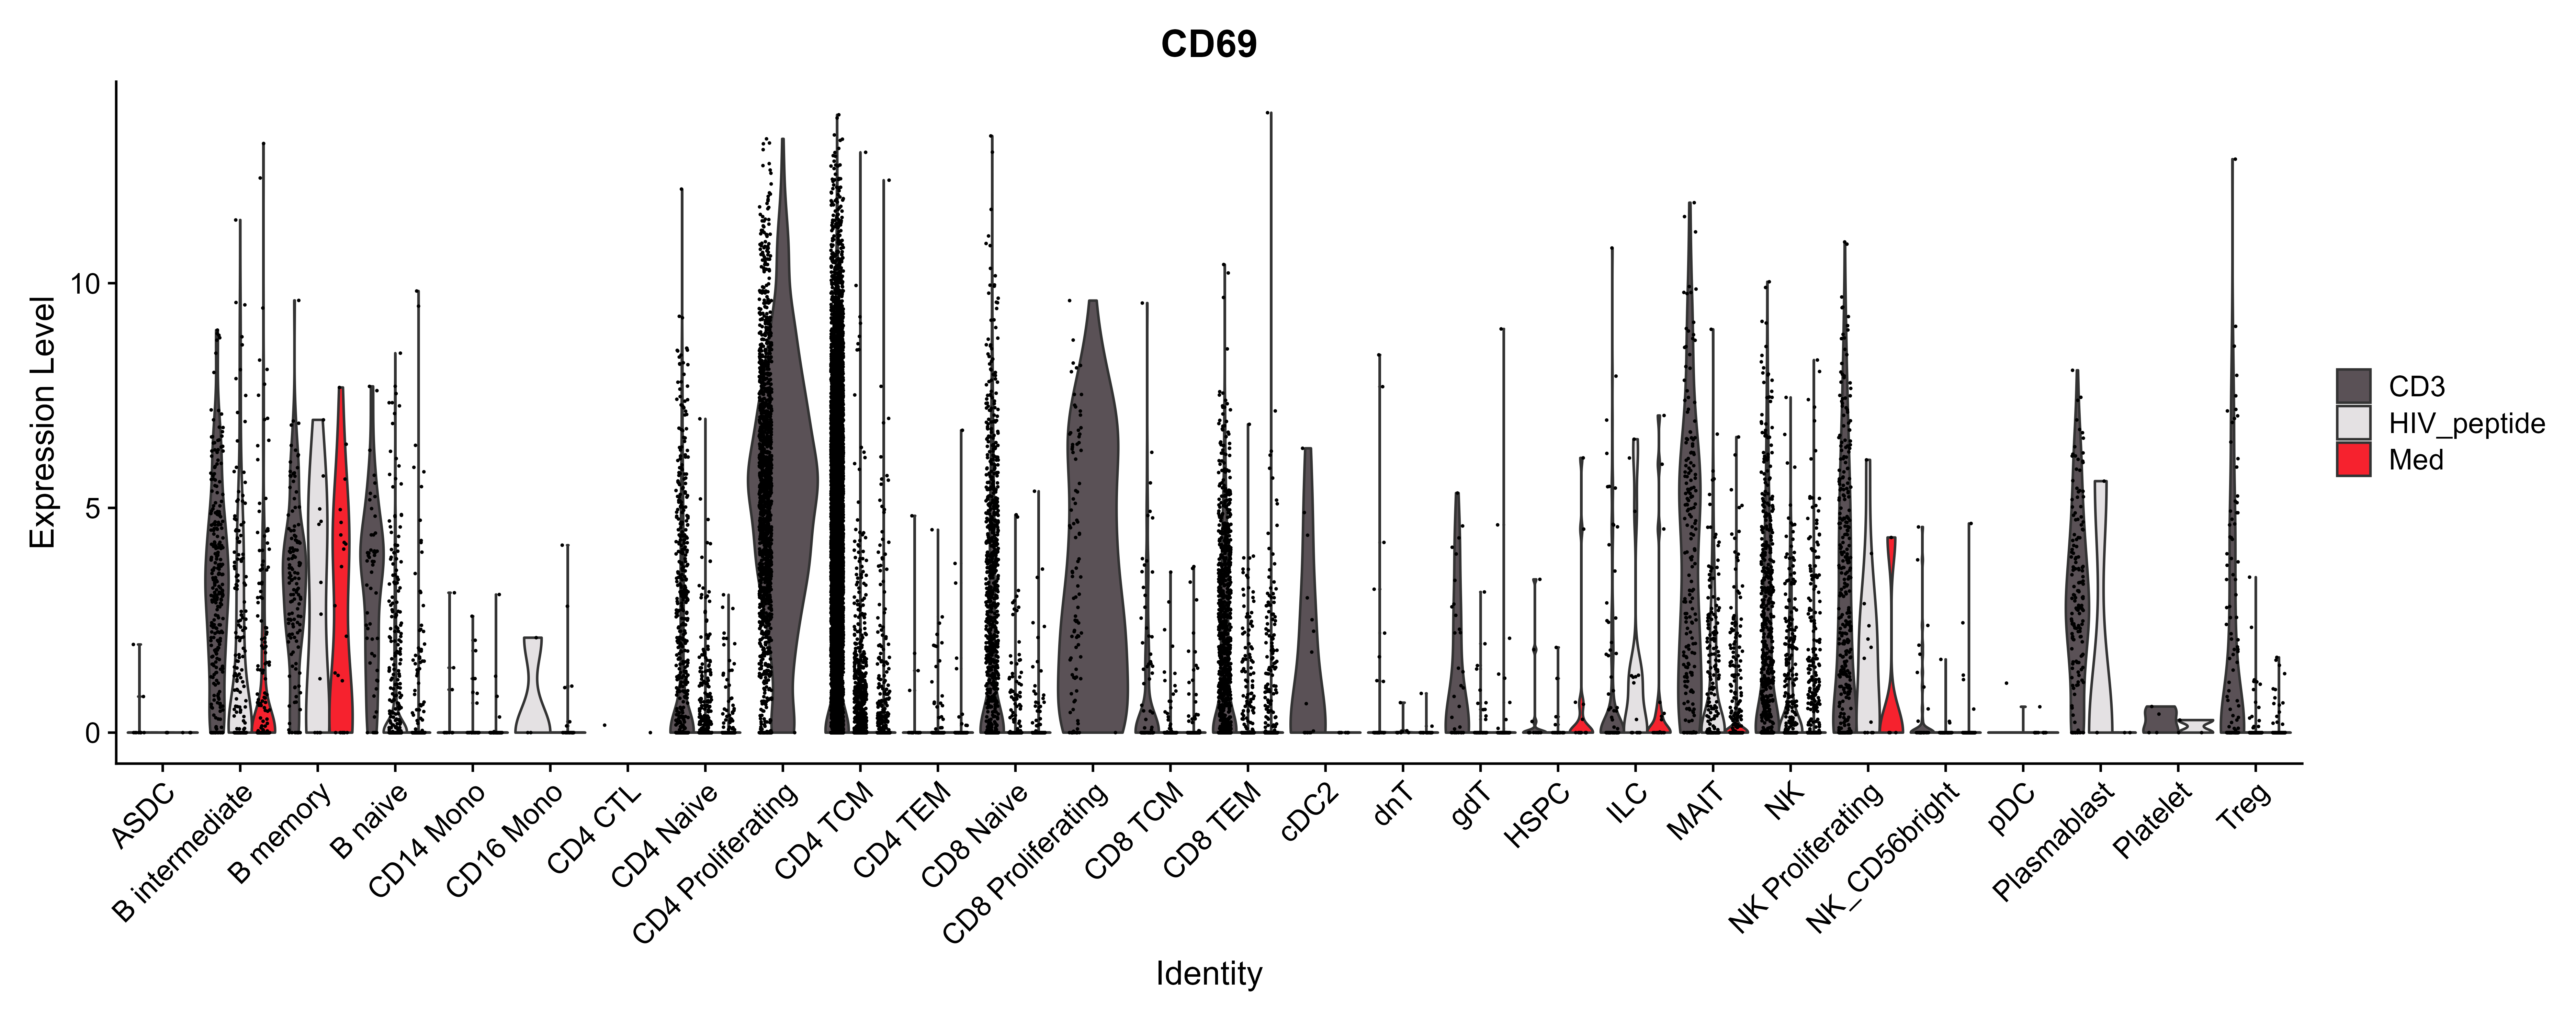 CD69
Expression Level
10
5
0
ASDC
B intermediate
B memory
B naive
CD14 Mono
CD16 Mono
CD4 CTL
CD4 Naive
CD4 Proliferating
CD4 TCM
CD4 TEM
CD8 Naive
CD8 Proliferating
CD8 TCM
CD8 TEM
cDC2
dnT
gdT
HSPC
ILC
MAIT
NK
NK Proliferating
NK_CD56bright
pDC
Plasmablast
Platelet
Treg
Identity
CD3
HIV_peptide
Med